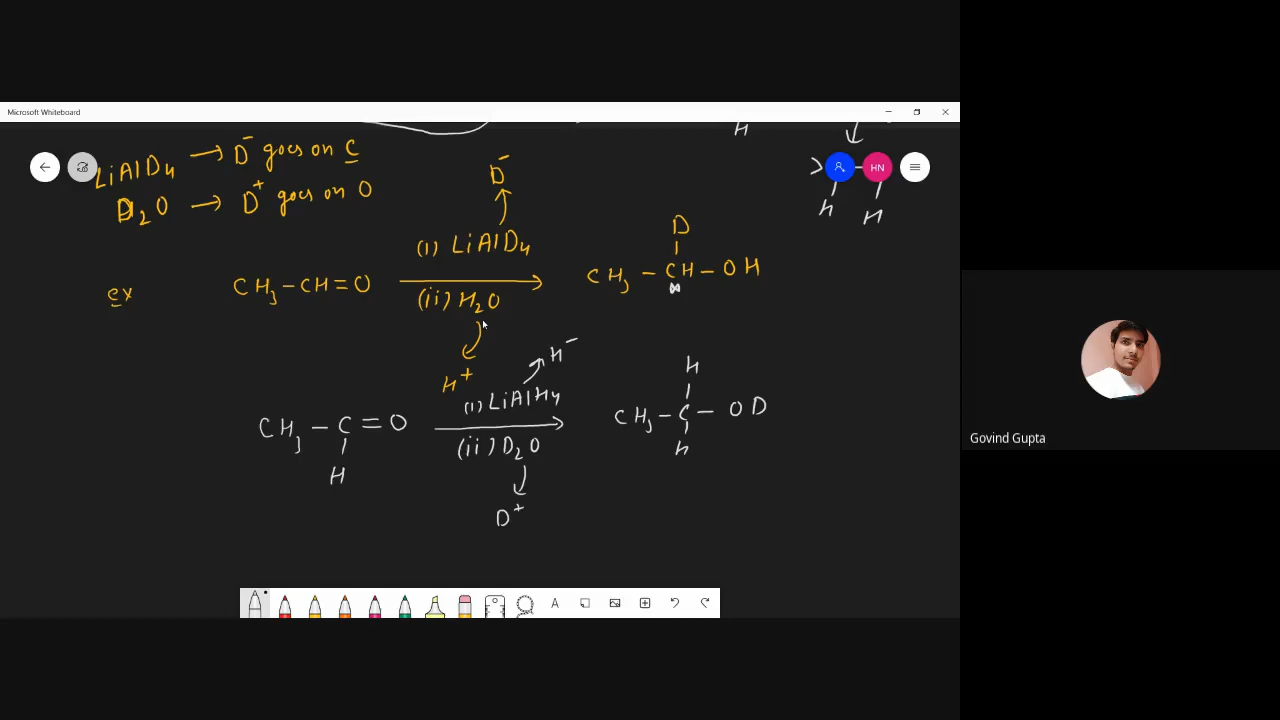 Microsoft Whiteboard
H
LiAlD4 → D⁻ goes on C
HN
D2O → D⁺ goes on O
H H
D⁻
(i) LiAlD4
D
ex CH3-CH=O (ii) H2O CH3-CH-OH
H⁺
(i) LiAlH4 H⁻
H
CH3-C=O (ii) D2O CH3-C-OD
H H
D⁺
Govind Gupta
A